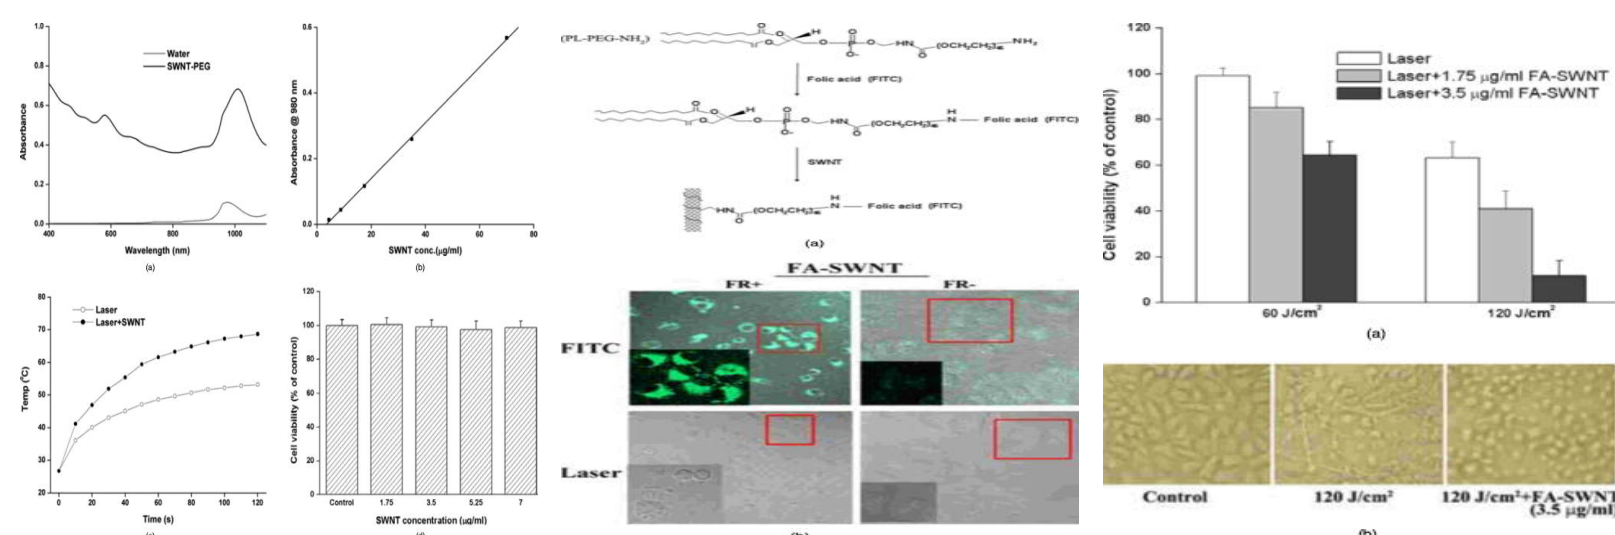 1.0
0.8
0.6
0.4
0.2
0.0
Absorbance
Water
SWNT-PEG
400
600
800
1000
Wavelength (nm)
(a)
0.6
0.4
0.2
0.0
Absorbance @ 980 nm
0
20
40
60
80
SWNT conc.(µg/ml)
(b)
80
70
60
50
40
30
20
Temp (°C)
Laser
Laser+SWNT
0
20
40
60
80
100
120
Time (s)
120
100
80
60
40
20
0
Cell viability (% of control)
Control
1.75
3.5
5.25
7
SWNT concentration (µg/ml)
(PL-PEG-NH2)
Folic acid (FITC)
Folic acid (FITC)
SWNT
Folic acid (FITC)
(a)
FA-SWNT
FR+
FR-
FITC
Laser
120
100
80
60
40
20
0
Cell viability (% of control)
Laser
Laser+1.75 µg/ml FA-SWNT
Laser+3.5 µg/ml FA-SWNT
60 J/cm²
120 J/cm²
(a)
Control
120 J/cm²
120 J/cm²+FA-SWNT
(3.5 µg/ml)